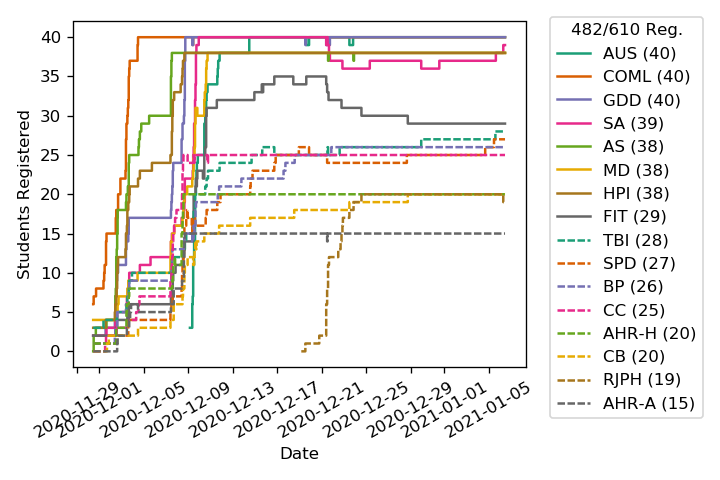 482/610 Reg.
AUS (40)
COML (40)
GDD (40)
SA (39)
AS (38)
MD (38)
HPI (38)
FIT (29)
TBI (28)
SPD (27)
BP (26)
CC (25)
AHR-H (20)
CB (20)
RJPH (19)
AHR-A (15)
Students Registered
40
35
30
25
20
15
10
5
0
2020-11-29
2020-12-01
2020-12-05
2020-12-09
2020-12-13
2020-12-17
2020-12-21
2020-12-25
2020-12-29
2021-01-01
2021-01-05
Date